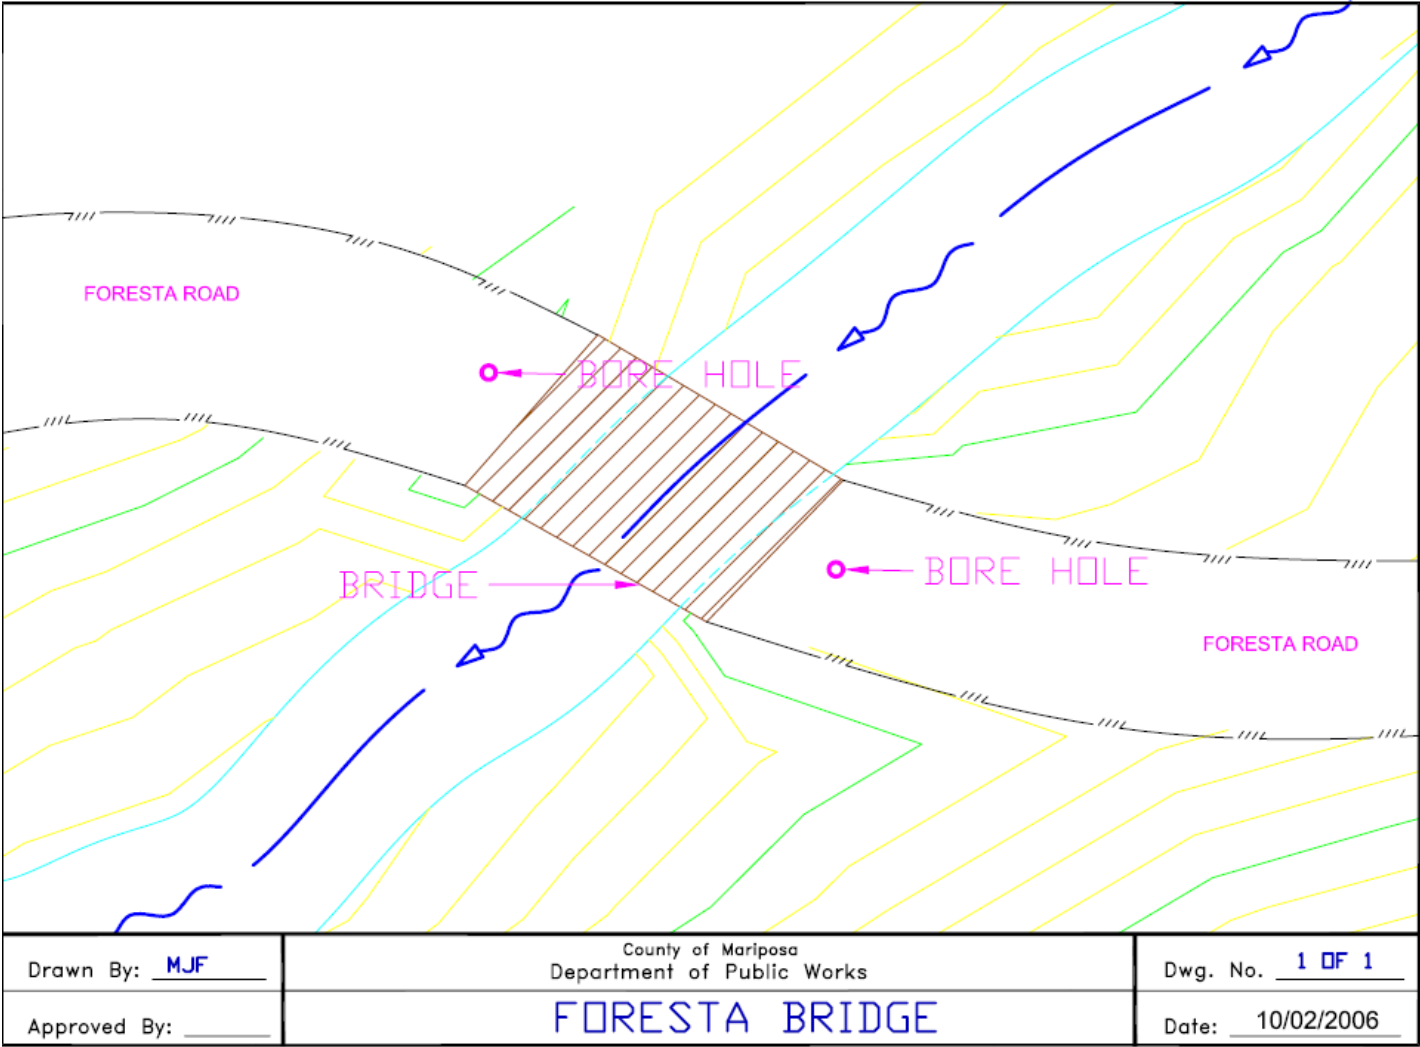 FORESTA ROAD
BORE HOLE
BRIDGE
BORE HOLE
FORESTA ROAD
Drawn By: MJF
Approved By:
County of Mariposa
Department of Public Works
FORESTA BRIDGE
Dwg. No. 1 OF 1
Date: 10/02/2006